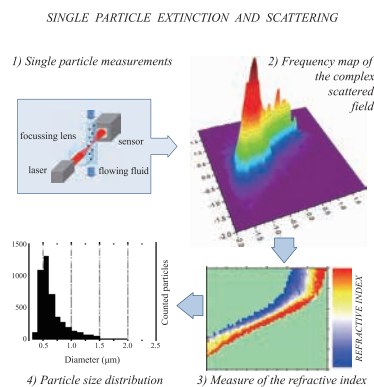 SINGLE PARTICLE EXTINCTION AND SCATTERING
1) Single particle measurements
2) Frequency map of
the complex
scattered
field
focussing lens
sensor
laser
flowing fluid
1500
1000
500
0
0.5
1.0
1.5
2.0
2.5
Diameter (μm)
Counted particles
REFRACTIVE INDEX
4) Particle size distribution
3) Measure of the refractive index